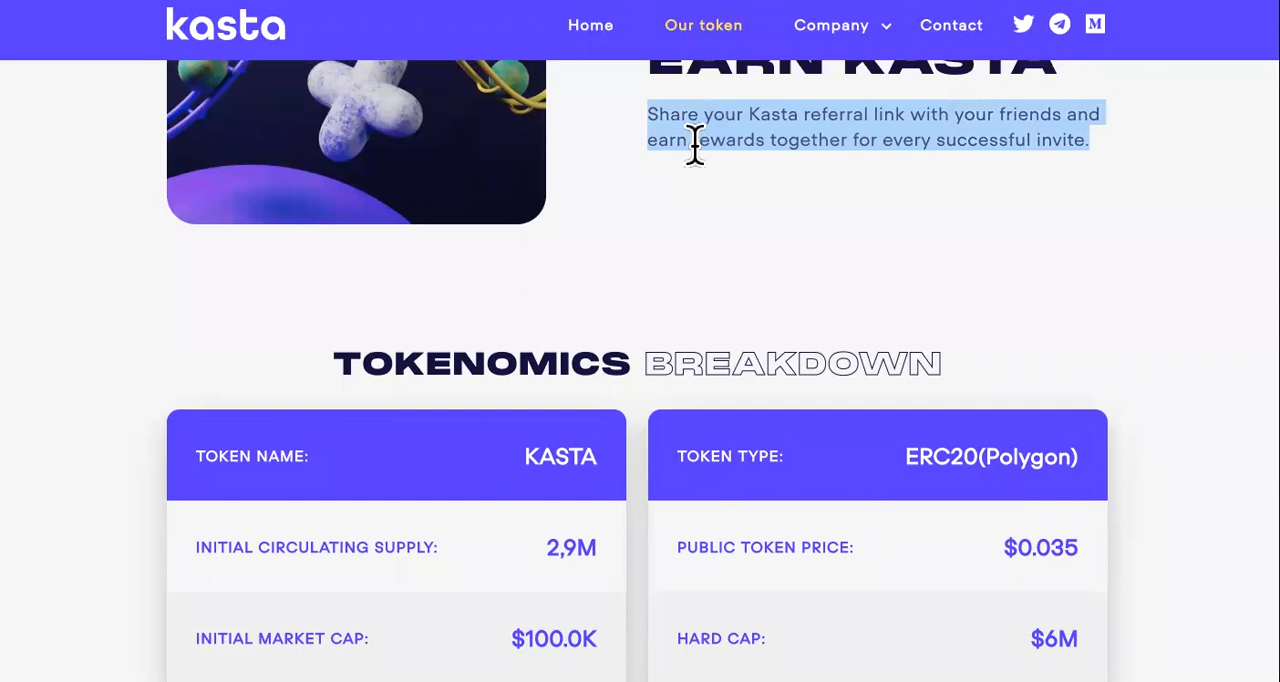 kasta
Home Our token Company Contact
EARN KASTA
Share your Kasta referral link with your friends and
earn rewards together for every successful invite.
TOKENOMICS BREAKDOWN
TOKEN NAME: KASTA
TOKEN TYPE: ERC20(Polygon)
INITIAL CIRCULATING SUPPLY: 2,9M
PUBLIC TOKEN PRICE: $0.035
INITIAL MARKET CAP: $100.0K
HARD CAP: $6M